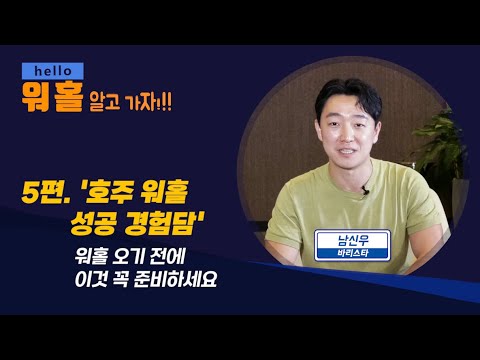 hello
워홀 알고 가자!!!
5편. '호주 워홀
성공 경험담'
워홀 오기 전에
이것 꼭 준비하세요
남신우
바리스타